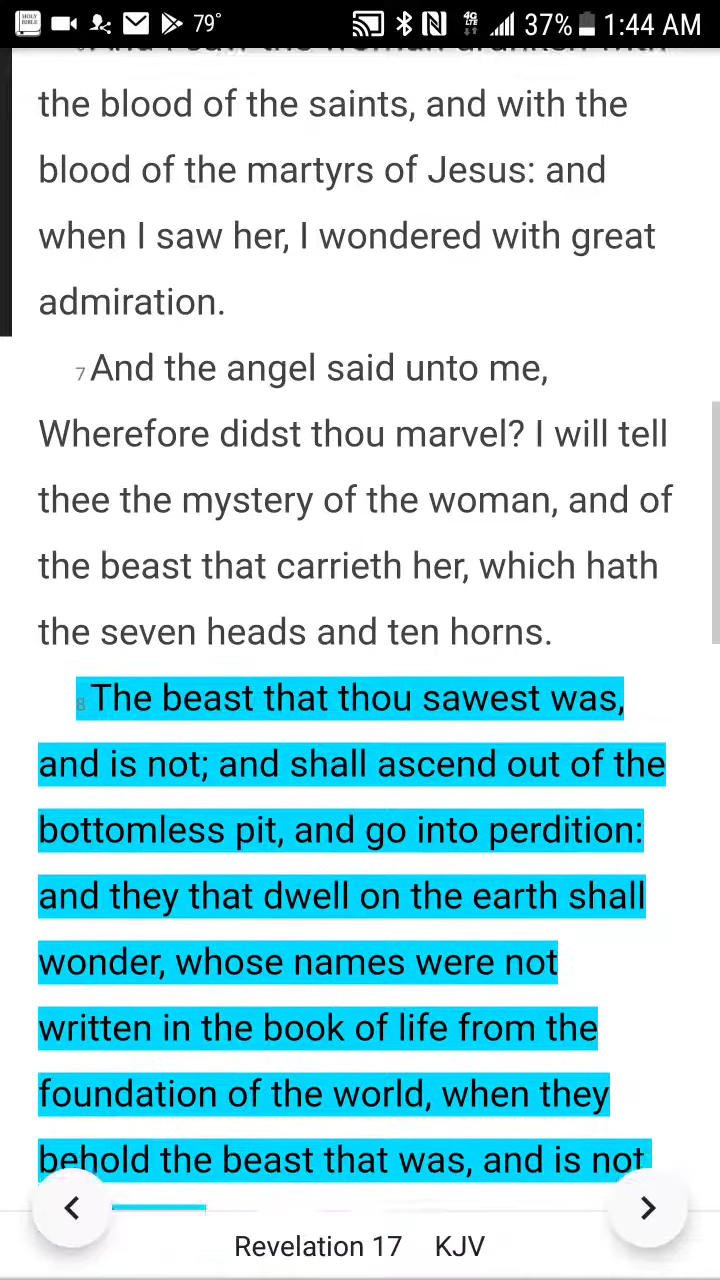 HOLY BIBLE 79° 4G LTE 37% 1:44 AM
the blood of the saints, and with the
blood of the martyrs of Jesus: and
when I saw her, I wondered with great
admiration.
7 And the angel said unto me,
Wherefore didst thou marvel? I will tell
thee the mystery of the woman, and of
the beast that carrieth her, which hath
the seven heads and ten horns.
8 The beast that thou sawest was,
and is not; and shall ascend out of the
bottomless pit, and go into perdition:
and they that dwell on the earth shall
wonder, whose names were not
written in the book of life from the
foundation of the world, when they
behold the beast that was, and is not,
Revelation 17 KJV